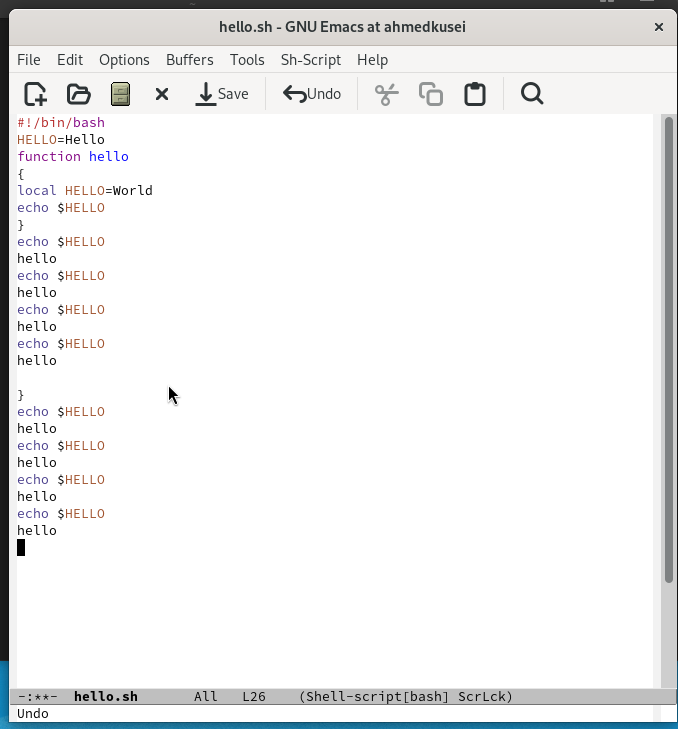 hello.sh - GNU Emacs at ahmedkusei
File Edit Options Buffers Tools Sh-Script Help
Save Undo
#!/bin/bash
HELLO=Hello
function hello
{
local HELLO=World
echo $HELLO
}
echo $HELLO
hello
echo $HELLO
hello
echo $HELLO
hello
echo $HELLO
hello
}
echo $HELLO
hello
echo $HELLO
hello
echo $HELLO
hello
echo $HELLO
hello
-:**- hello.sh All L26 (Shell-script[bash] ScrLck)
Undo